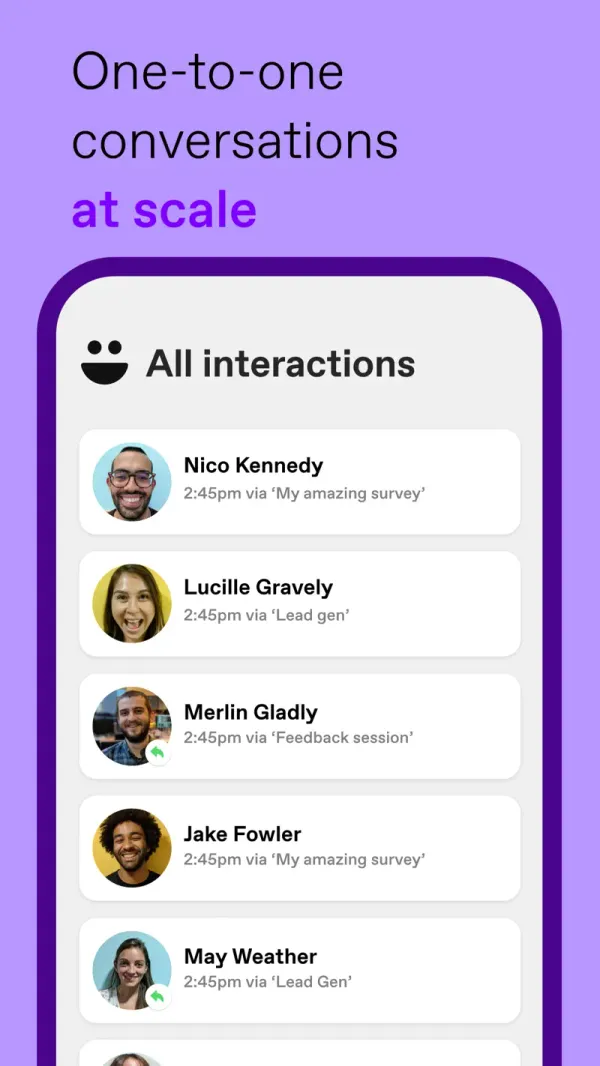 One-to-one
conversations
at scale
All interactions
Nico Kennedy
2:45pm via ‘My amazing survey’
Lucille Gravely
2:45pm via ‘Lead gen’
Merlin Gladly
2:45pm via ‘Feedback session’
Jake Fowler
2:45pm via ‘My amazing survey’
May Weather
2:45pm via ‘Lead Gen’